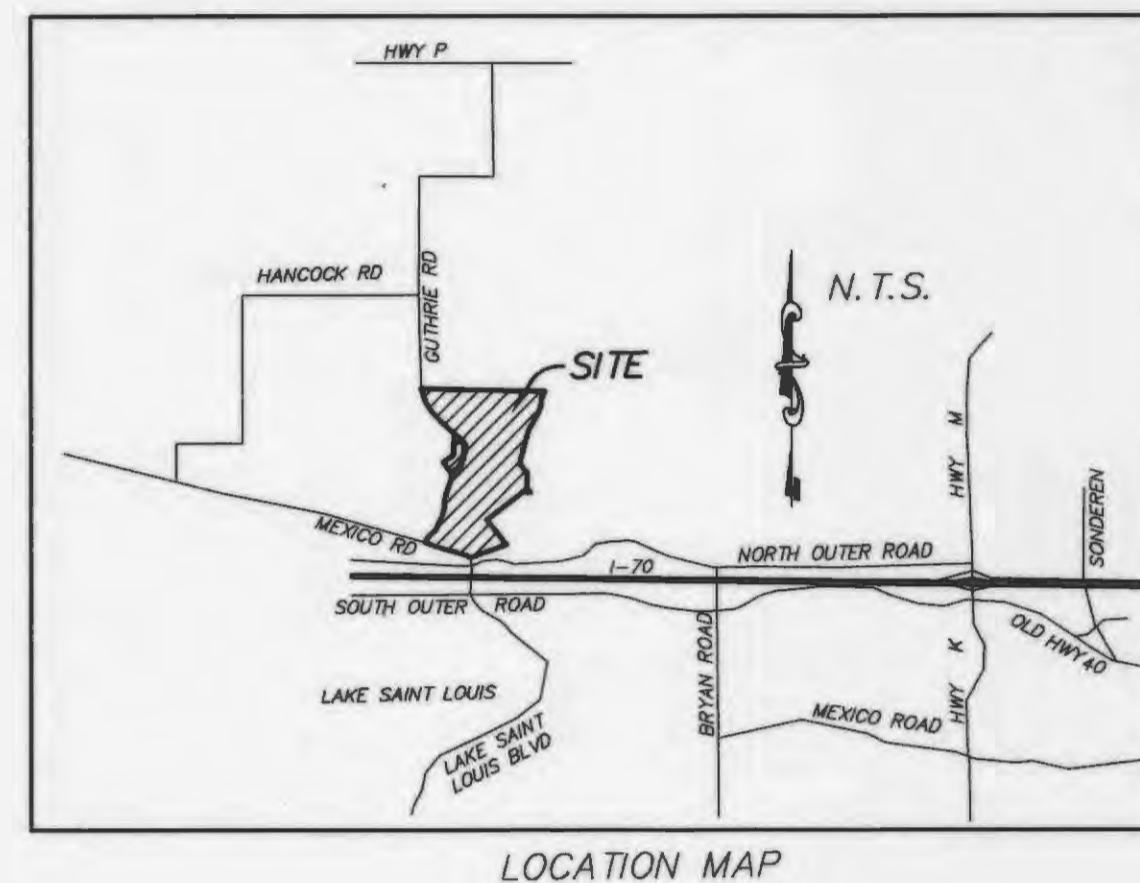 HWY P
HANCOCK RD
GUTHRIE RD
N.T.S.
SITE
HWY M
SONDEREN
MEXICO RD
NORTH OUTER ROAD
I-70
SOUTH OUTER ROAD
OLD HWY 40
BRYAN ROAD
HWY K
LAKE SAINT LOUIS
MEXICO ROAD
LAKE SAINT
LOUIS BLVD
LOCATION MAP